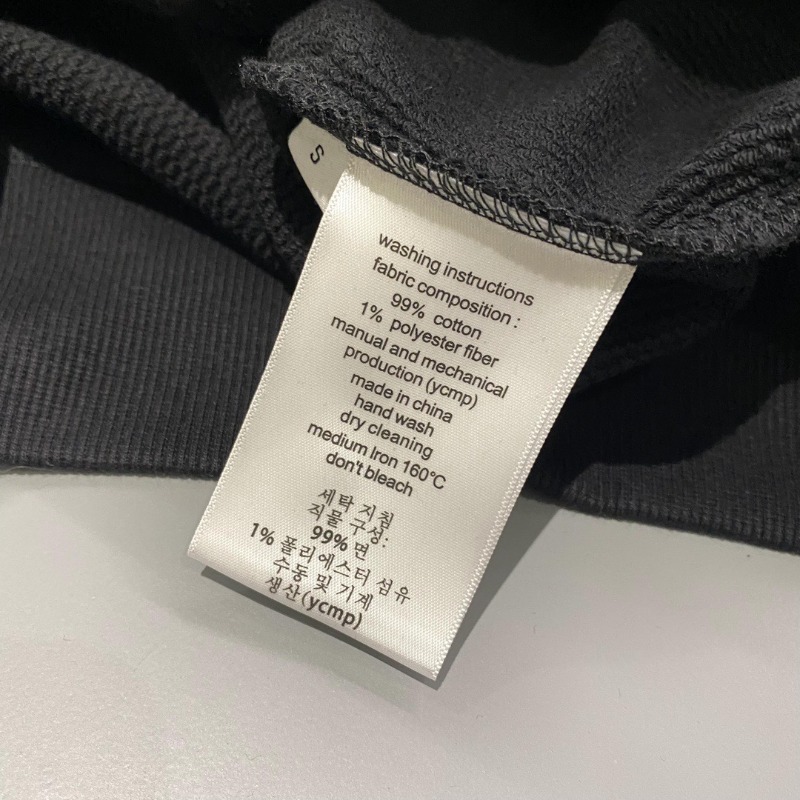 S
washing instructions
fabric composition :
99% cotton
1% polyester fiber
manual and mechanical
production (ycmp)
made in china
hand wash
dry cleaning
medium Iron 160℃
don't bleach
세탁 지침
직물 구성:
99% 면
1% 폴리에스터 섬유
수동 및 기계
생산(ycmp)